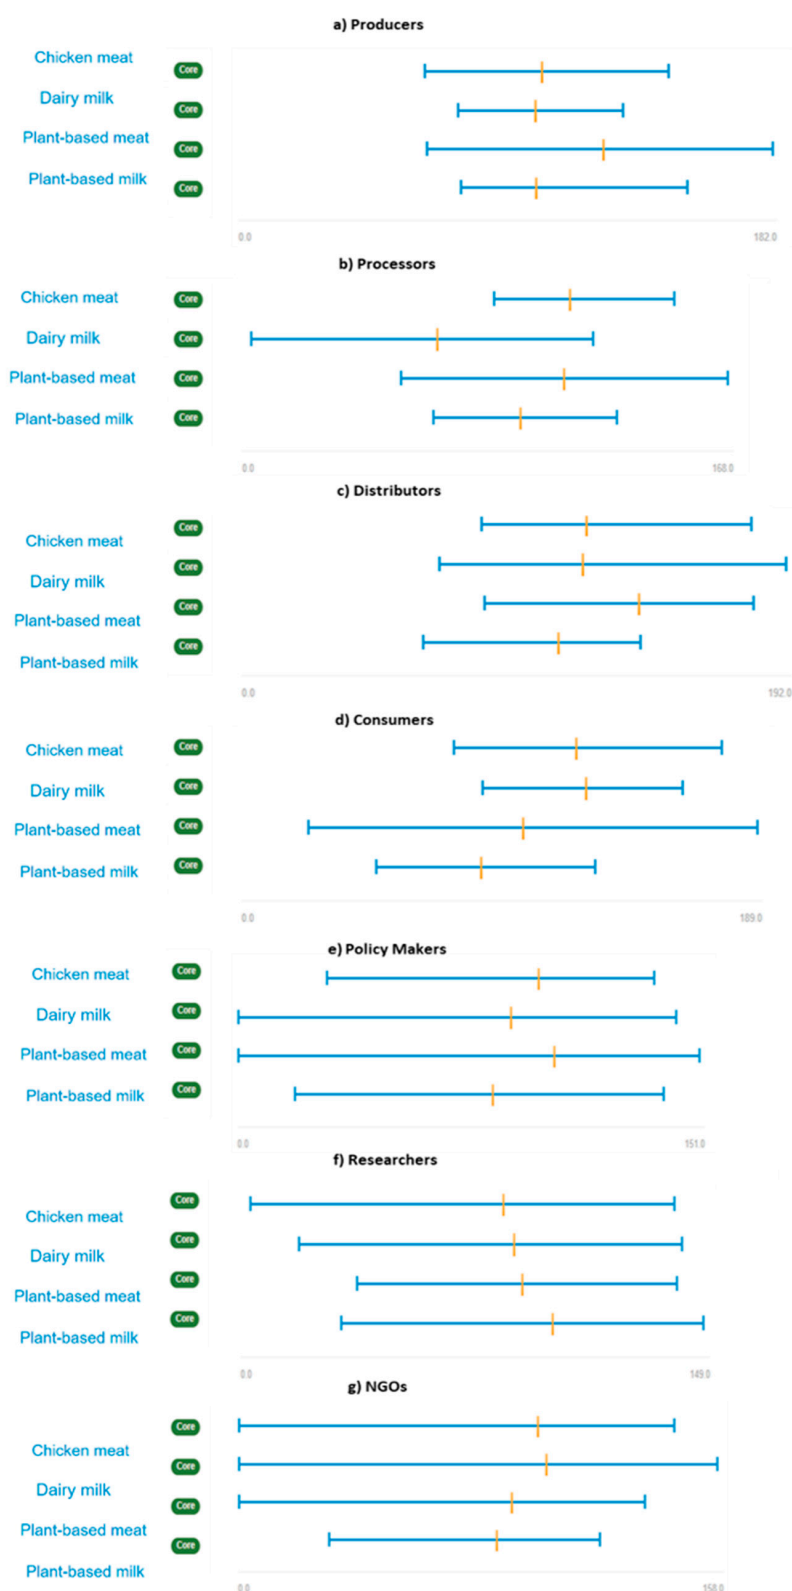 a) Producers
Chicken meat
Core
Dairy milk
Core
Plant-based meat
Core
Plant-based milk
Core
0.0 182.0
b) Processors
Chicken meat Core
Dairy milk Core
Plant-based meat Core
Plant-based milk Core
0.0 168.0
c) Distributors
Core
Chicken meat
Core
Dairy milk
Core
Plant-based meat
Core
Plant-based milk
0.0 192.0
d) Consumers
Chicken meat Core
Dairy milk Core
Plant-based meat Core
Plant-based milk Core
0.0 189.0
e) Policy Makers
Chicken meat Core
Dairy milk Core
Plant-based meat Core
Plant-based milk Core
0.0 151.0
f) Researchers
Core
Chicken meat
Core
Dairy milk
Core
Plant-based meat
Core
Plant-based milk
0.0 149.0
g) NGOs
Core
Chicken meat
Core
Dairy milk
Core
Plant-based meat
Core
Plant-based milk
0.0